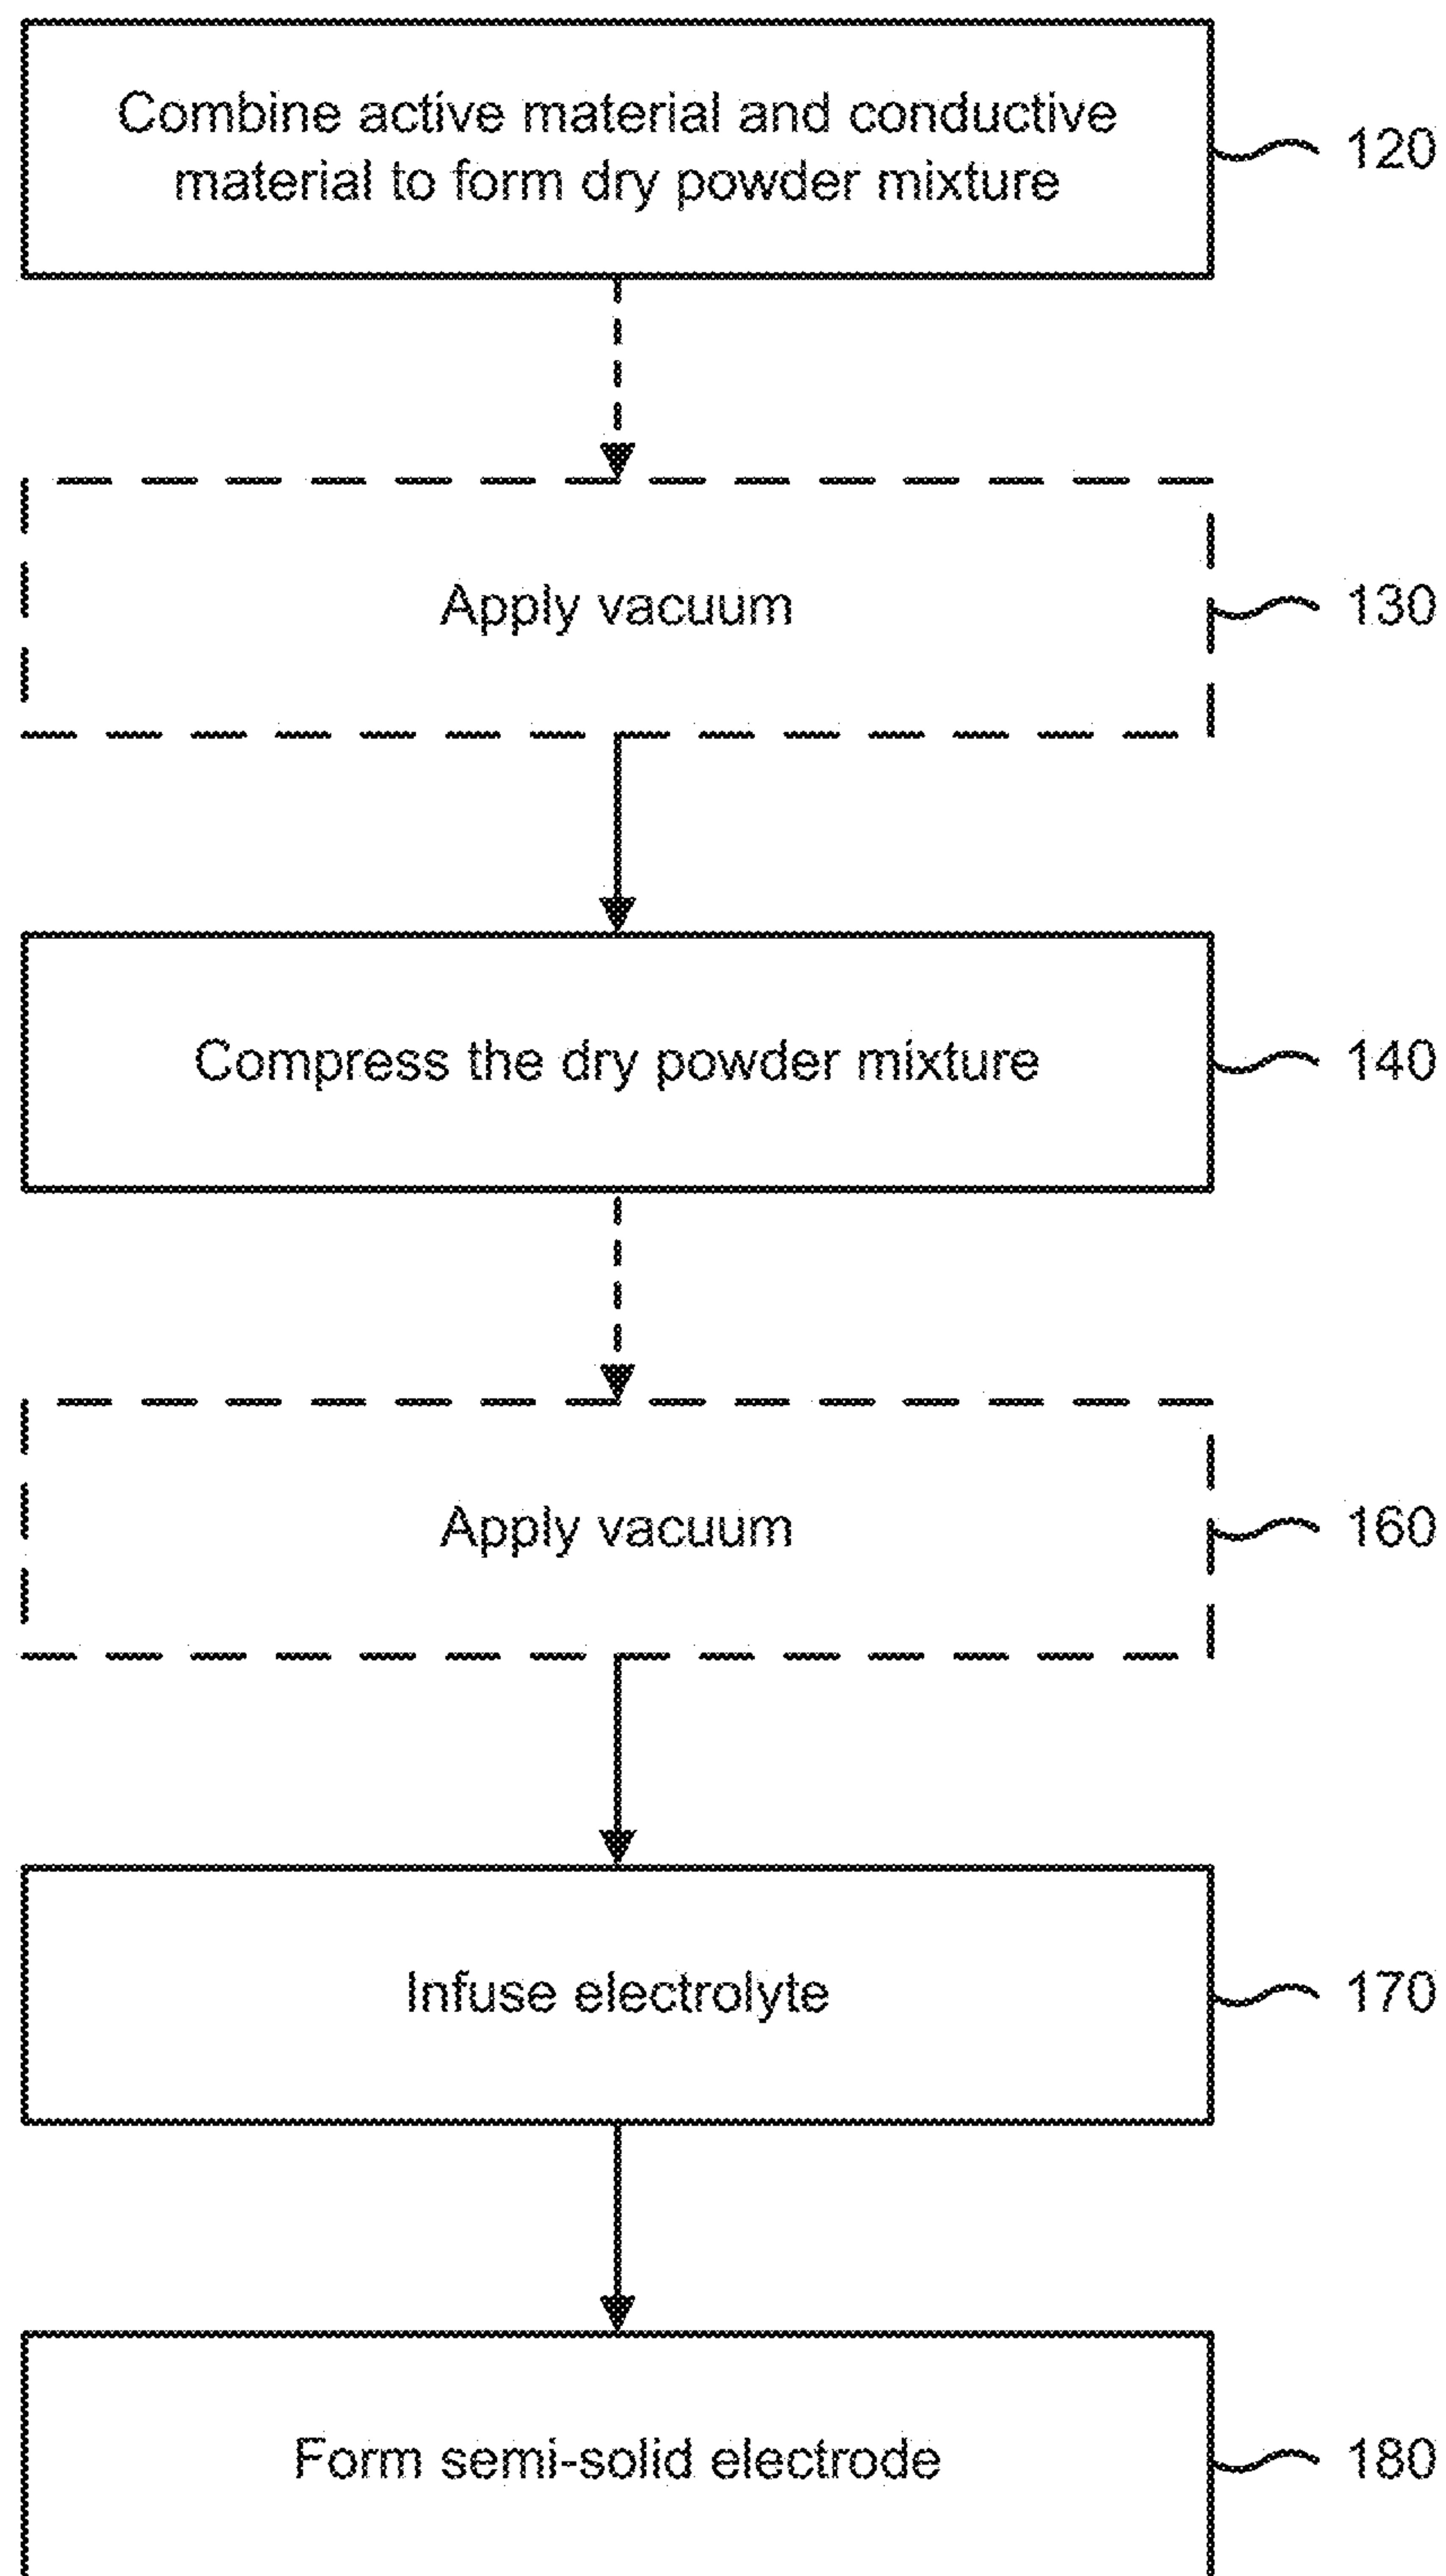 Combine active material and conductive
material to form dry powder mixture
120
Apply vacuum
130
Compress the dry powder mixture
140
Apply vacuum
160
Infuse electrolyte
170
Form semi-solid electrode
180